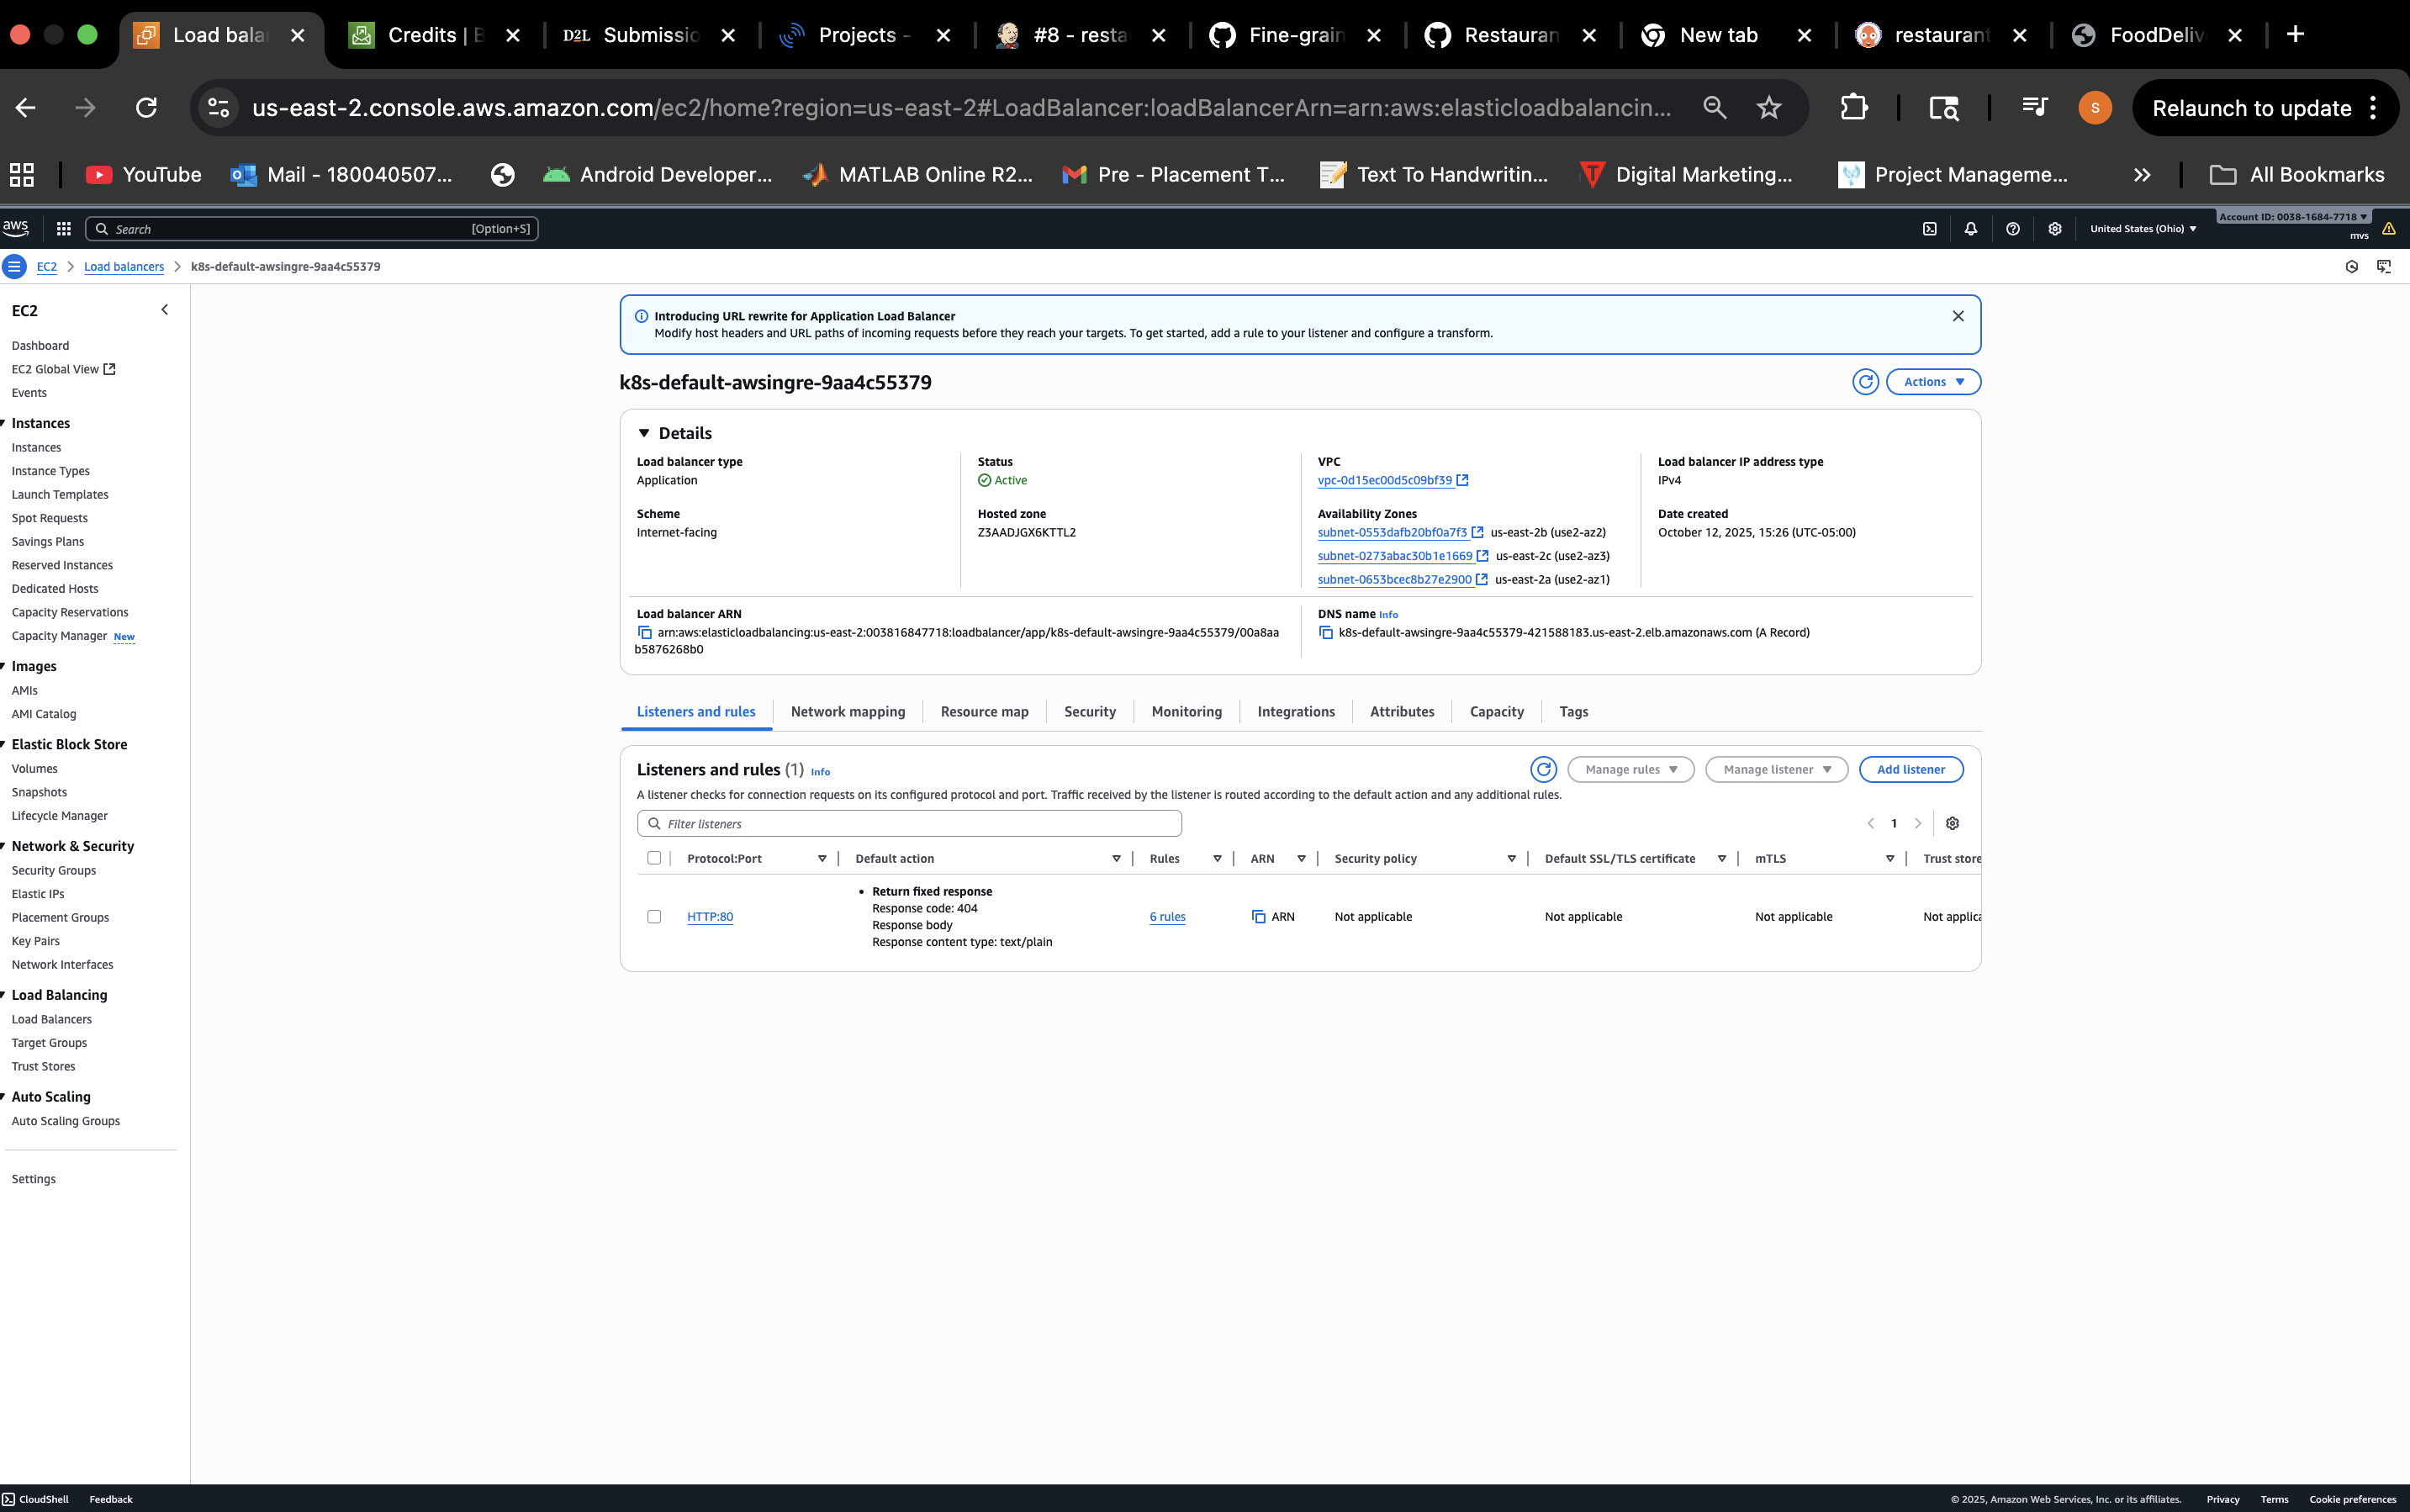 Load bala
Credits | B
D2L Submissio
Projects -
#8 - resta
Fine-grain
Restauran
New tab
restaurant
FoodDeliv
us-east-2.console.aws.amazon.com/ec2/home?region=us-east-2#LoadBalancer:loadBalancerArn=arn:aws:elasticloadbalancin...
S
Relaunch to update
YouTube
Mail - 180040507...
Android Developer...
MATLAB Online R2...
Pre - Placement T...
Text To Handwritin...
Digital Marketing...
Project Manageme...
All Bookmarks
aws
Search
[Option+S]
United States (Ohio)
Account ID: 0038-1684-7718
mvs
EC2
Load balancers
k8s-default-awsingre-9aa4c55379
EC2
Dashboard
EC2 Global View
Events
Instances
Instances
Instance Types
Launch Templates
Spot Requests
Savings Plans
Reserved Instances
Dedicated Hosts
Capacity Reservations
Capacity Manager New
Images
AMIs
AMI Catalog
Elastic Block Store
Volumes
Snapshots
Lifecycle Manager
Network & Security
Security Groups
Elastic IPs
Placement Groups
Key Pairs
Network Interfaces
Load Balancing
Load Balancers
Target Groups
Trust Stores
Auto Scaling
Auto Scaling Groups
Settings
Introducing URL rewrite for Application Load Balancer
Modify host headers and URL paths of incoming requests before they reach your targets. To get started, add a rule to your listener and configure a transform.
k8s-default-awsingre-9aa4c55379
Actions
Details
Load balancer type
Application
Status
Active
VPC
vpc-0d15ec00d5c09bf39
Load balancer IP address type
IPv4
Scheme
Internet-facing
Hosted zone
Z3AADJGX6KTTL2
Availability Zones
subnet-0553dafb20bf0a7f3 us-east-2b (use2-az2)
subnet-0273abac30b1e1669 us-east-2c (use2-az3)
subnet-0653bcec8b27e2900 us-east-2a (use2-az1)
Date created
October 12, 2025, 15:26 (UTC-05:00)
Load balancer ARN
arn:aws:elasticloadbalancing:us-east-2:003816847718:loadbalancer/app/k8s-default-awsingre-9aa4c55379/00a8aa
b5876268b0
DNS name Info
k8s-default-awsingre-9aa4c55379-421588183.us-east-2.elb.amazonaws.com (A Record)
Listeners and rules
Network mapping
Resource map
Security
Monitoring
Integrations
Attributes
Capacity
Tags
Listeners and rules (1) Info
Manage rules
Manage listener
Add listener
A listener checks for connection requests on its configured protocol and port. Traffic received by the listener is routed according to the default action and any additional rules.
Filter listeners
1
Protocol:Port
Default action
Rules
ARN
Security policy
Default SSL/TLS certificate
mTLS
Trust store
HTTP:80
• Return fixed response
Response code: 404
Response body
Response content type: text/plain
6 rules
ARN
Not applicable
Not applicable
Not applicable
Not applica
CloudShell
Feedback
© 2025, Amazon Web Services, Inc. or its affiliates.
Privacy
Terms
Cookie preferences